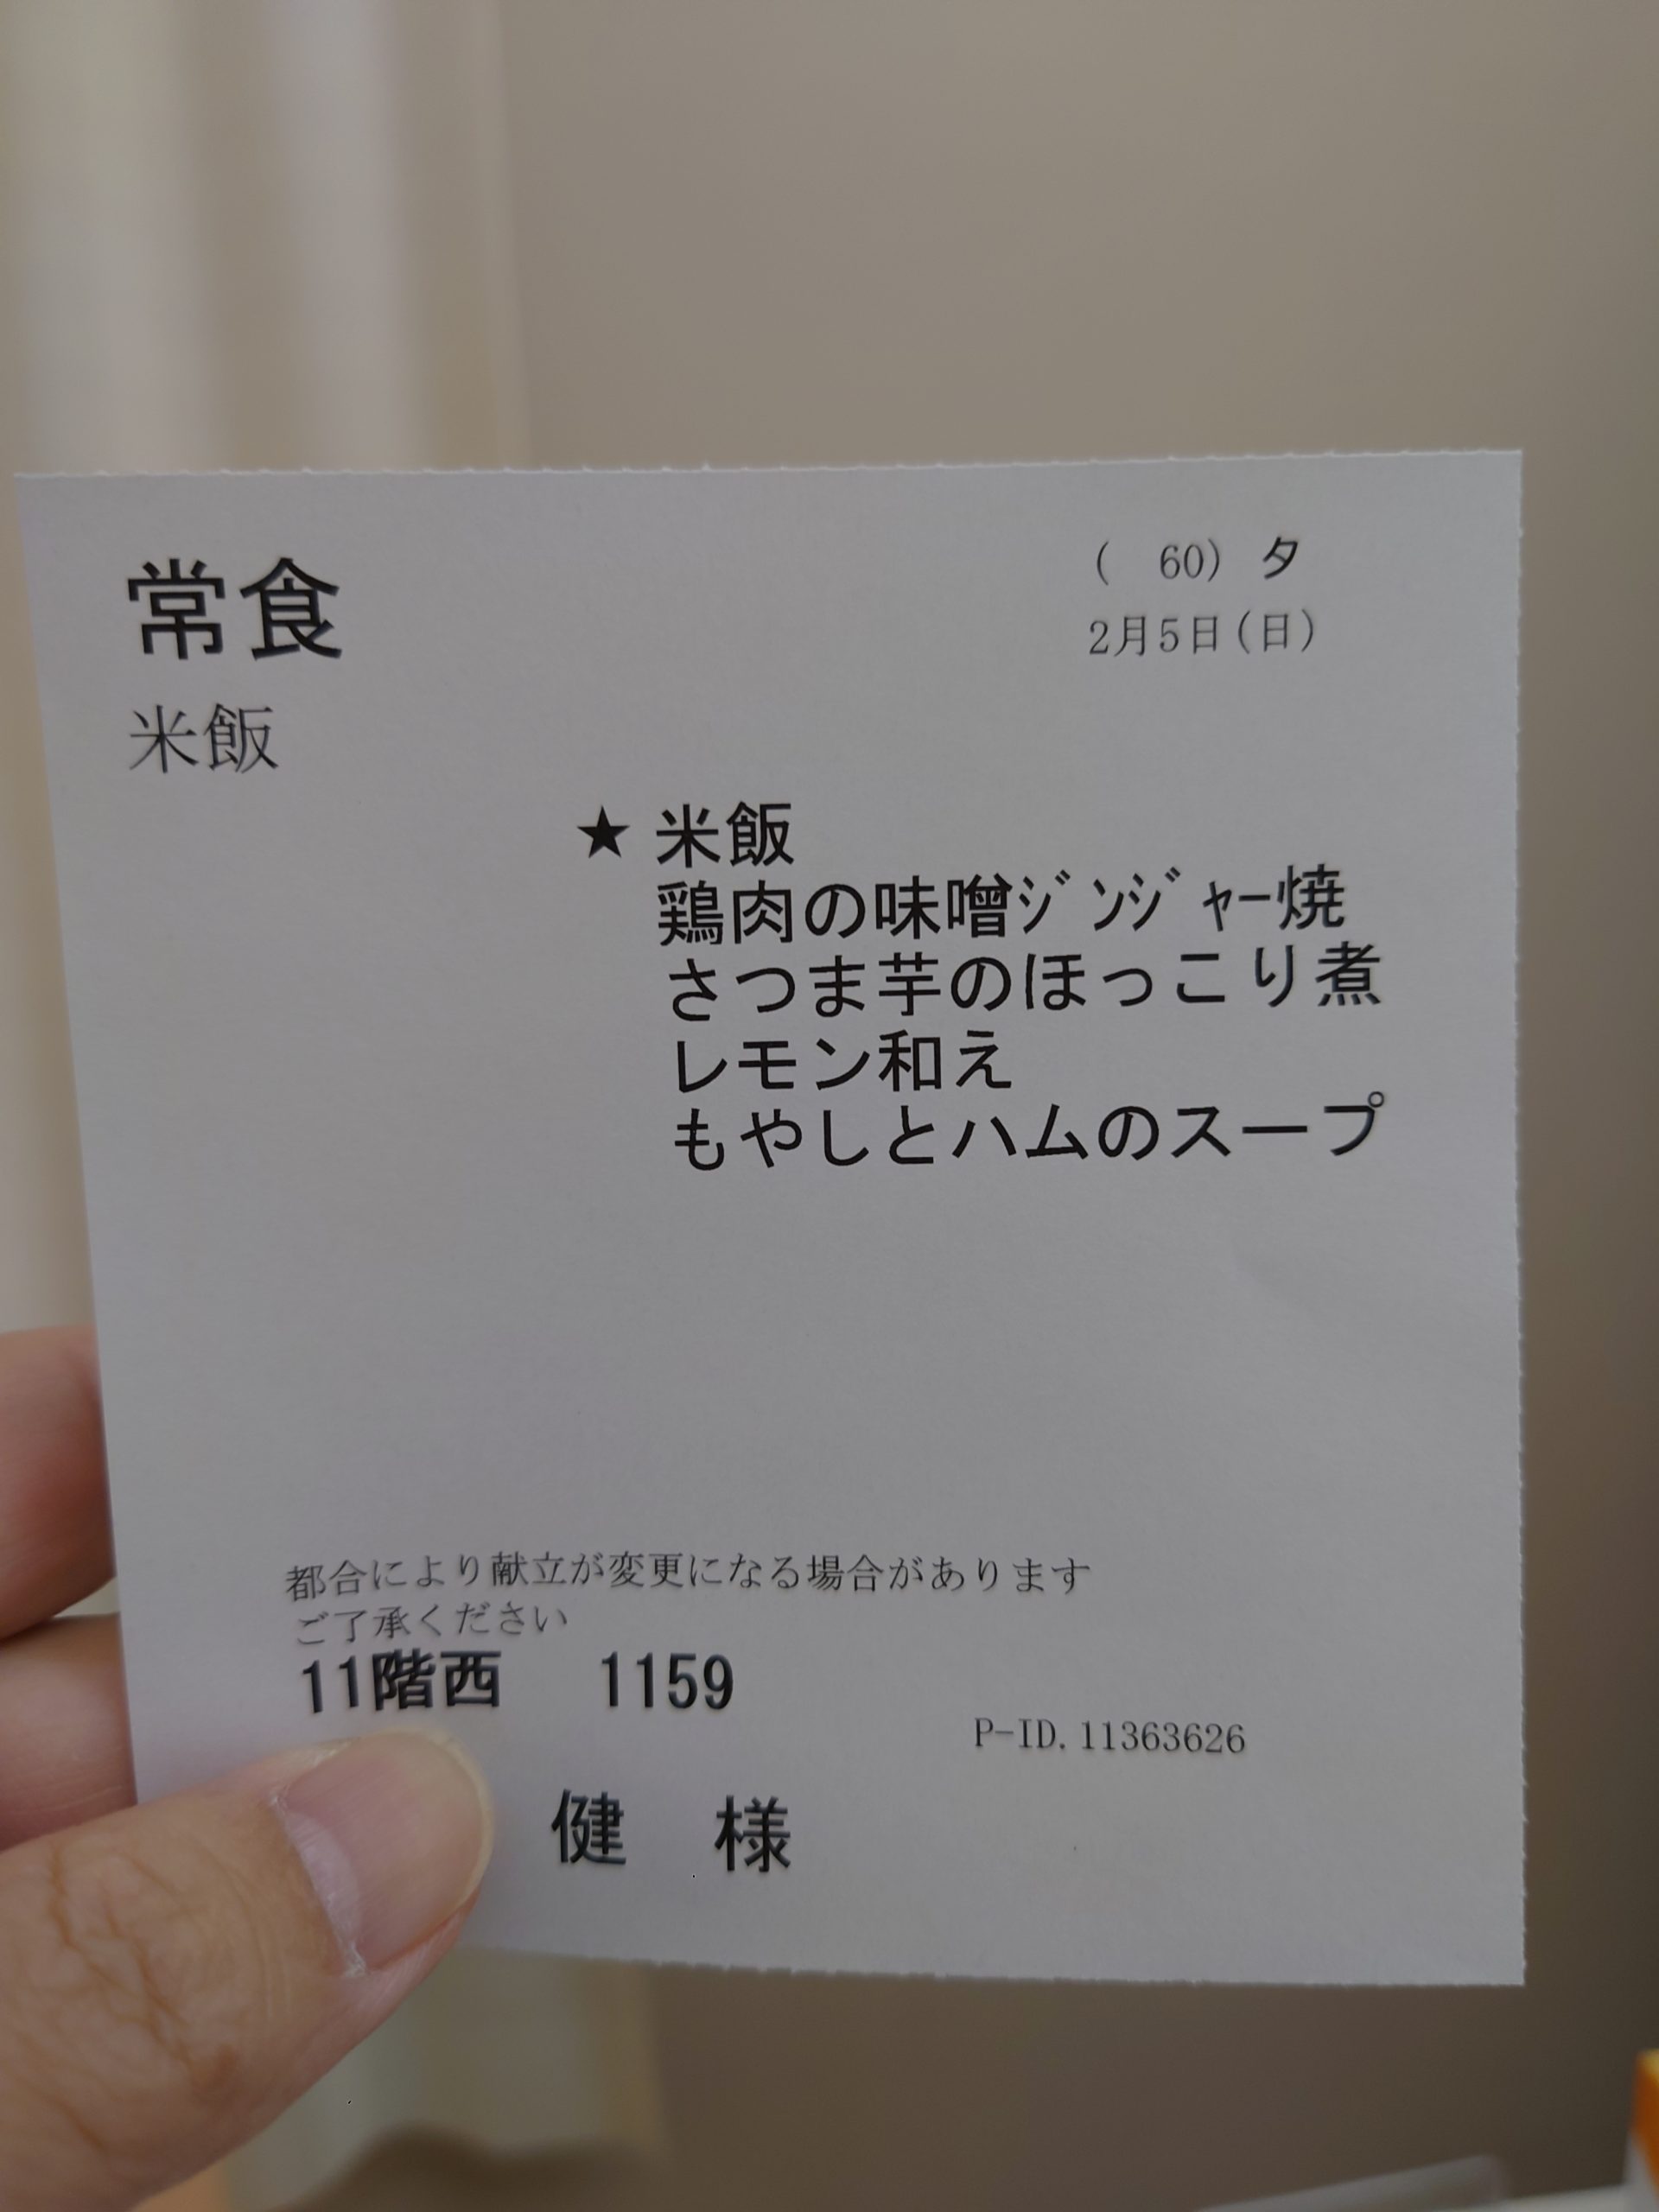 常食
( 60) 夕
2月5日(日)
米飯
★ 米飯
鶏肉の味噌ｼﾞﾝｼﾞｬｰ焼
さつま芋のほっこり煮
レモン和え
もやしとハムのスープ
都合により献立が変更になる場合があります
ご了承ください
11階西 1159
P-ID. 11363626
健 様